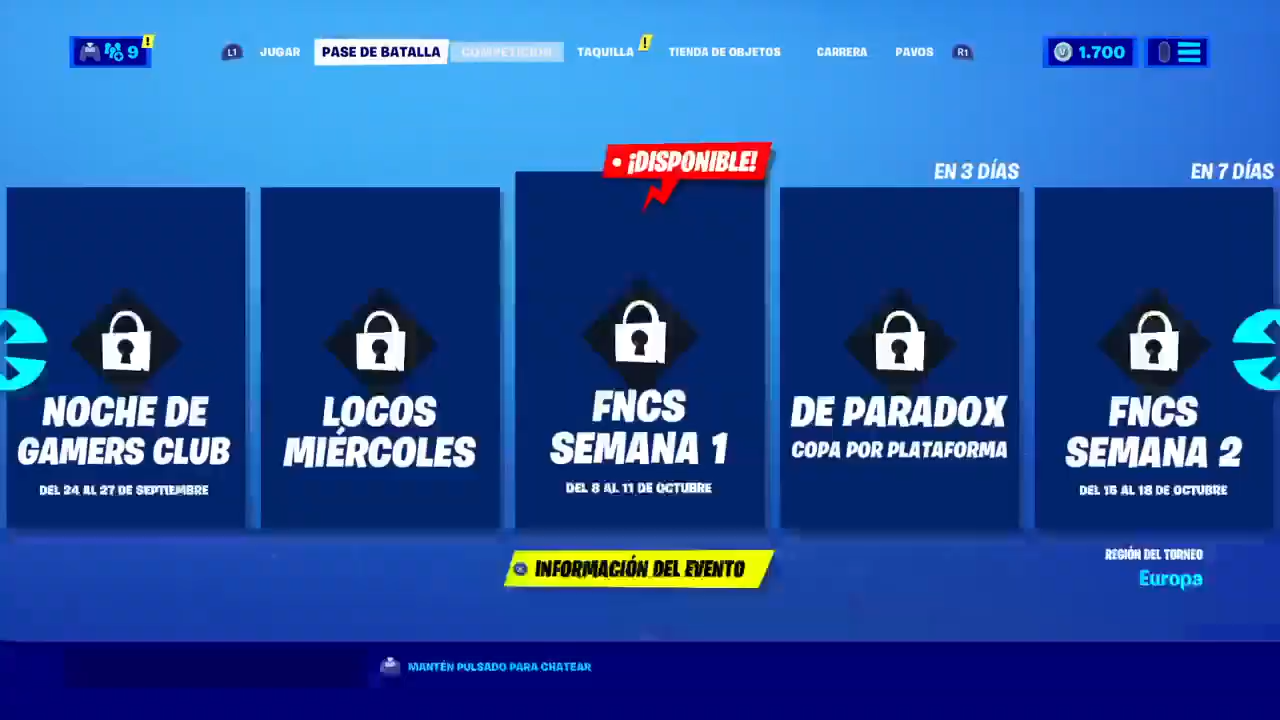 9 !
L1 JUGAR PASE DE BATALLA COMPETICIÓN TAQUILLA ! TIENDA DE OBJETOS CARRERA PAVOS R1
1.700
¡DISPONIBLE!
EN 3 DÍAS
EN 7 DÍAS
NOCHE DE
GAMERS CLUB
DEL 24 AL 27 DE SEPTIEMBRE
LOCOS
MIÉRCOLES
FNCS
SEMANA 1
DEL 8 AL 11 DE OCTUBRE
DE PARADOX
COPA POR PLATAFORMA
FNCS
SEMANA 2
DEL 15 AL 18 DE OCTUBRE
INFORMACIÓN DEL EVENTO
REGIÓN DEL TORNEO
Europa
MANTÉN PULSADO PARA CHATEAR